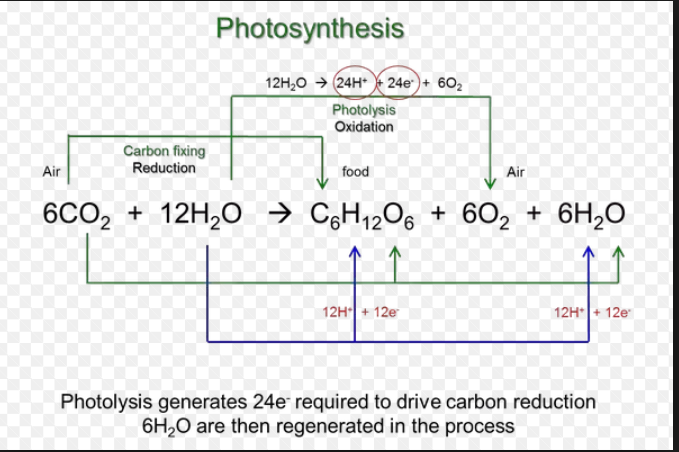 Photosynthesis
12H₂O → 24H⁺ + 24e⁻ + 6O₂
Photolysis
Oxidation
Carbon fixing
Reduction
Air
food
Air
6CO₂ + 12H₂O → C₆H₁₂O₆ + 6O₂ + 6H₂O
12H⁺ + 12e⁻
12H⁺ + 12e⁻
Photolysis generates 24e⁻ required to drive carbon reduction
6H₂O are then regenerated in the process